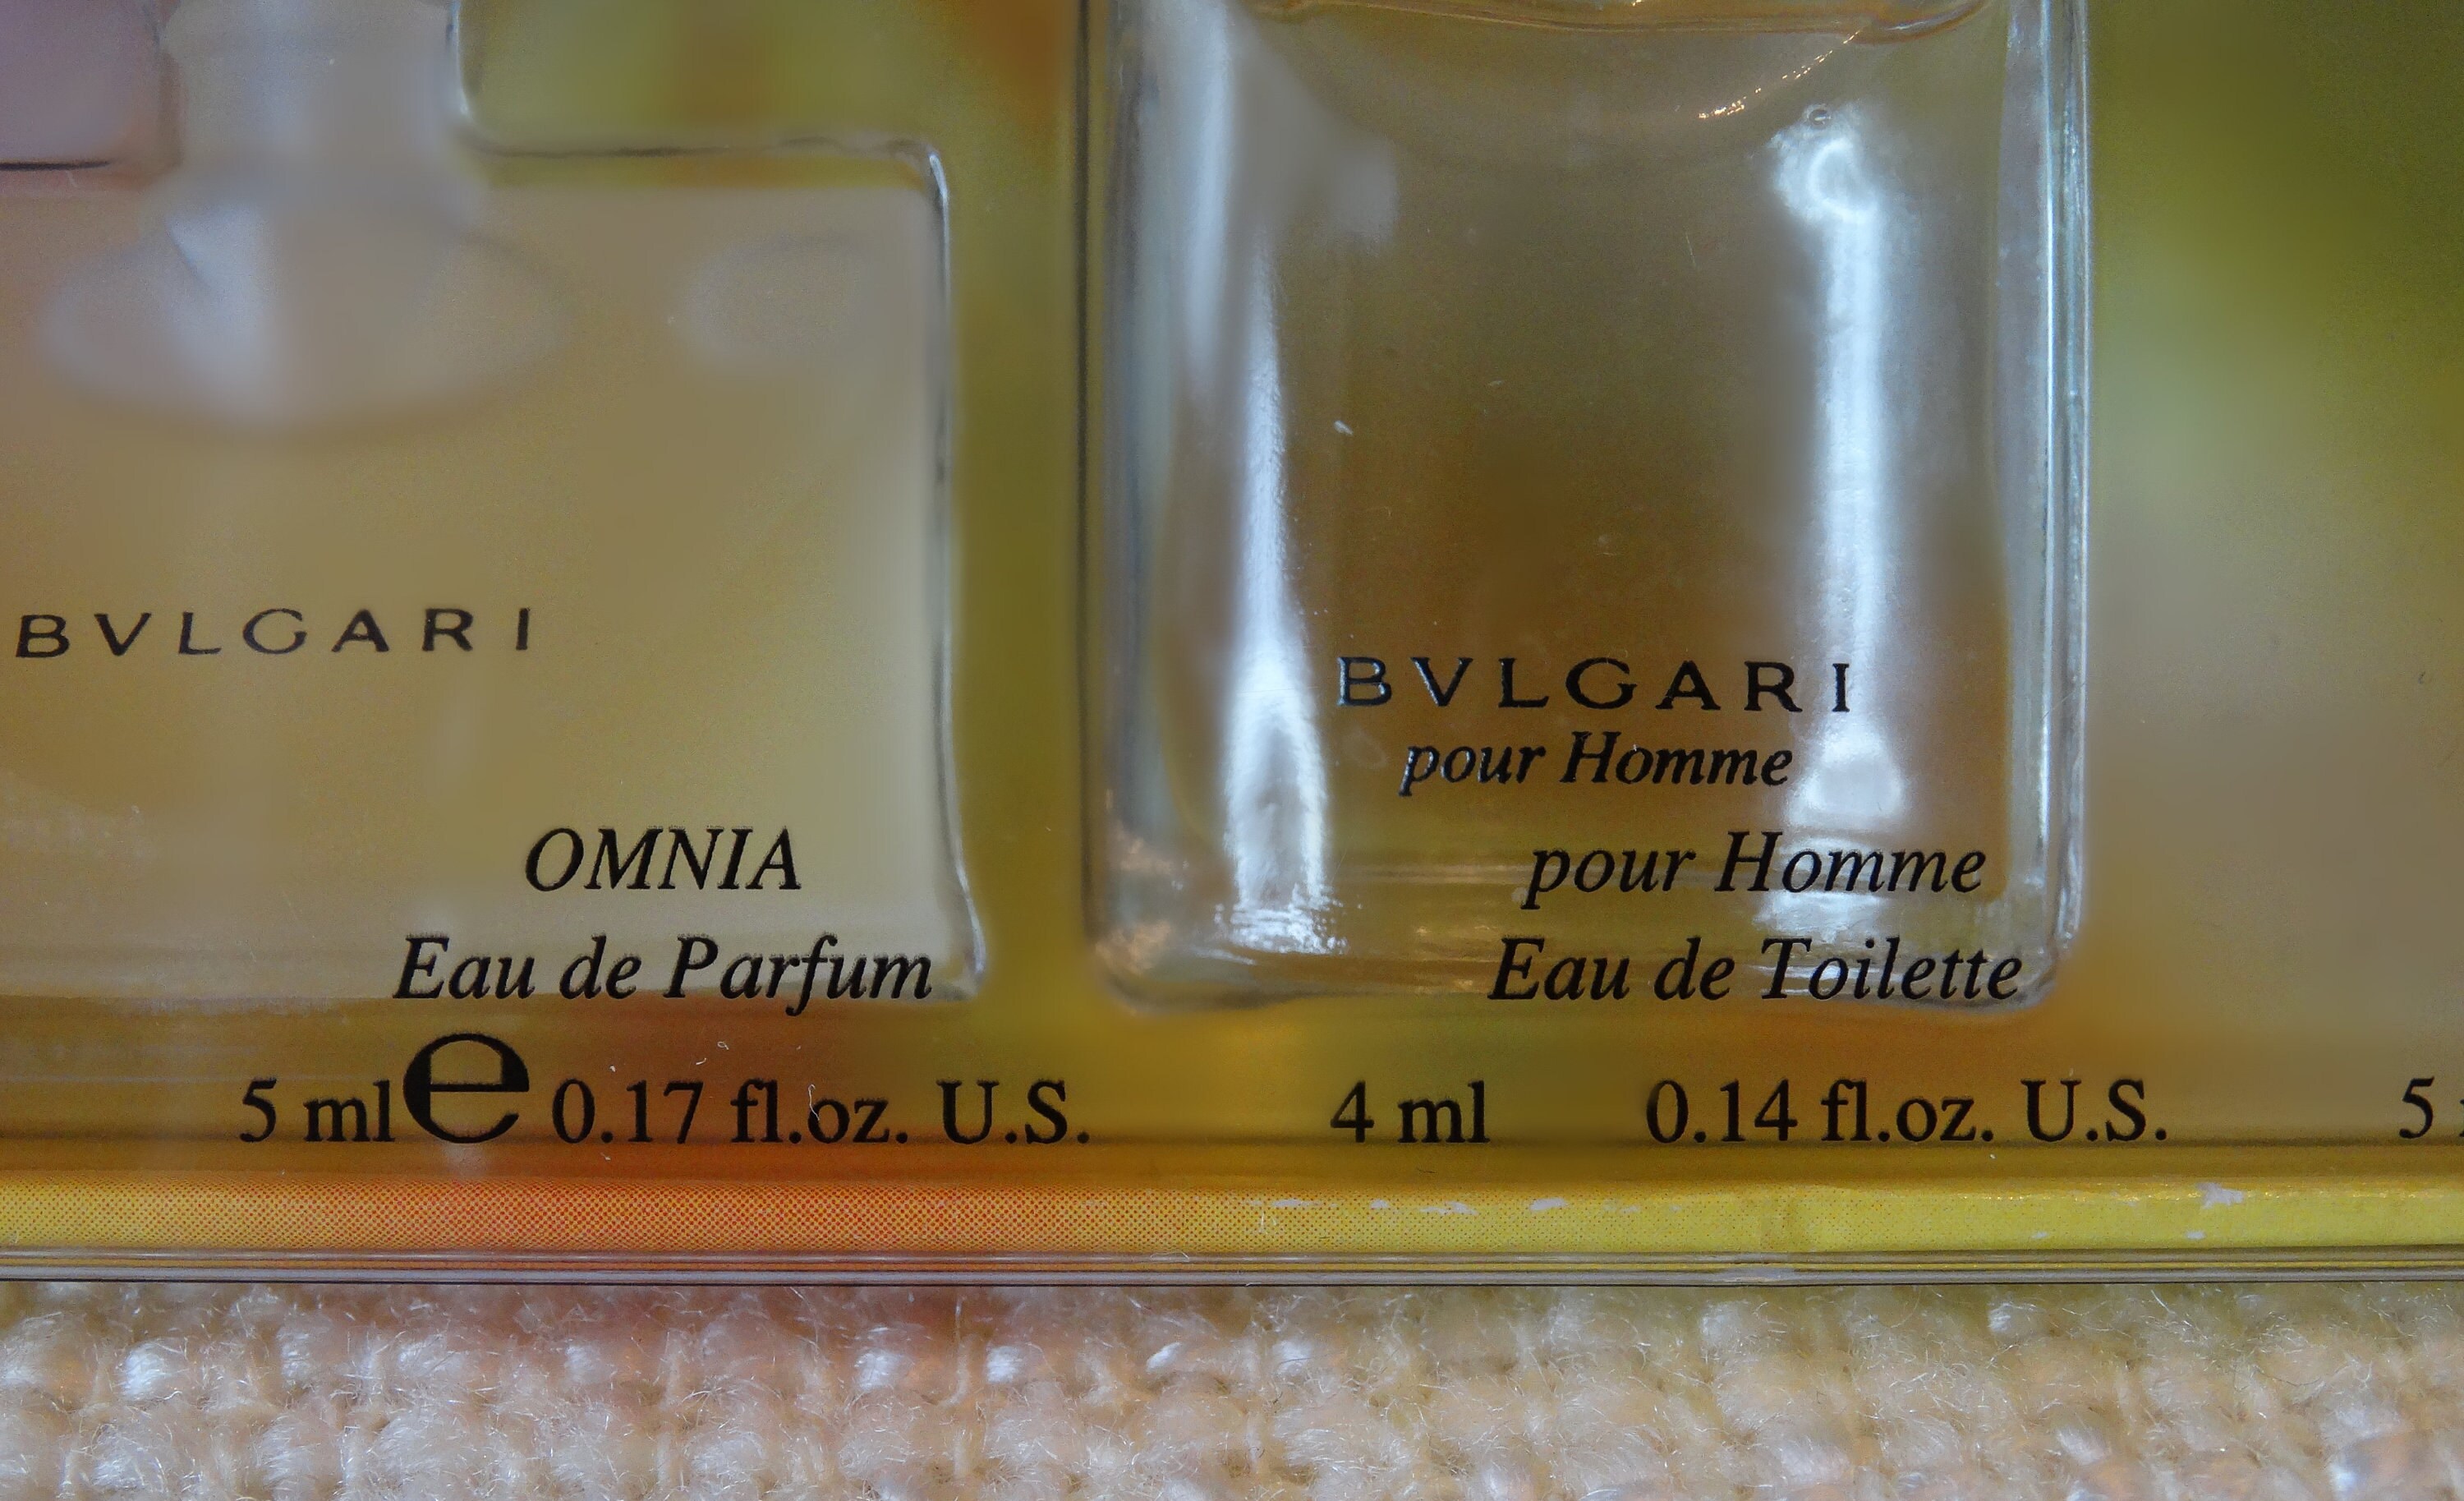 BVLGARI
OMNIA
Eau de Parfum
5 ml e 0.17 fl.oz. U.S.
BVLGARI
pour Homme
pour Homme
Eau de Toilette
4 ml 0.14 fl.oz. U.S.
5